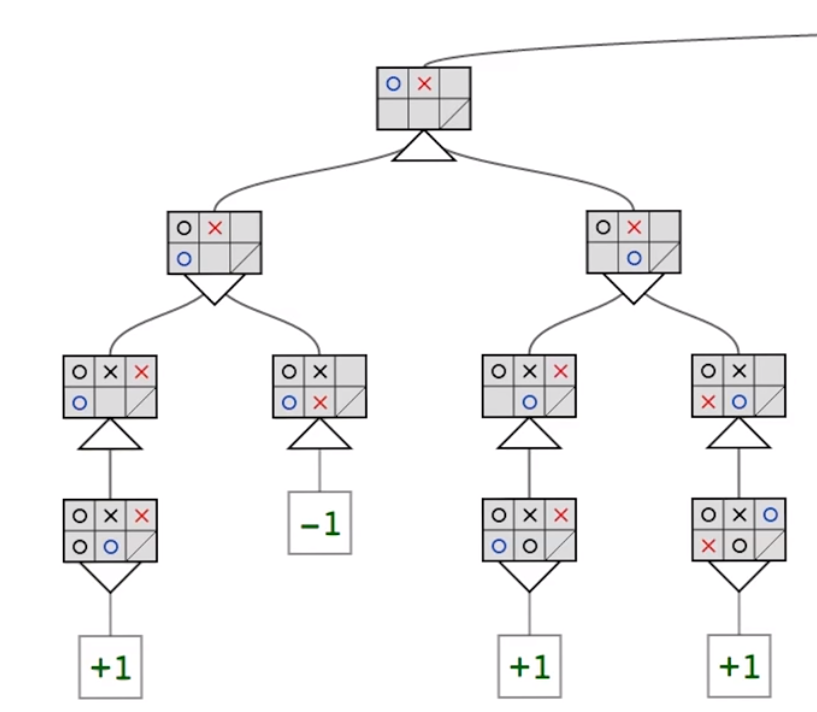 O ×
O ×
O
O ×
O
O × ×
O
O ×
O ×
O × ×
O
O ×
× O
O × ×
O O
−1
O × ×
O O
O × O
× O
+1
+1
+1